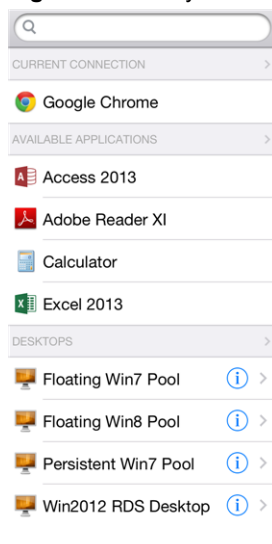 CURRENT CONNECTION
Google Chrome
AVAILABLE APPLICATIONS
Access 2013
Adobe Reader XI
Calculator
Excel 2013
DESKTOPS
Floating Win7 Pool
Floating Win8 Pool
Persistent Win7 Pool
Win2012 RDS Desktop